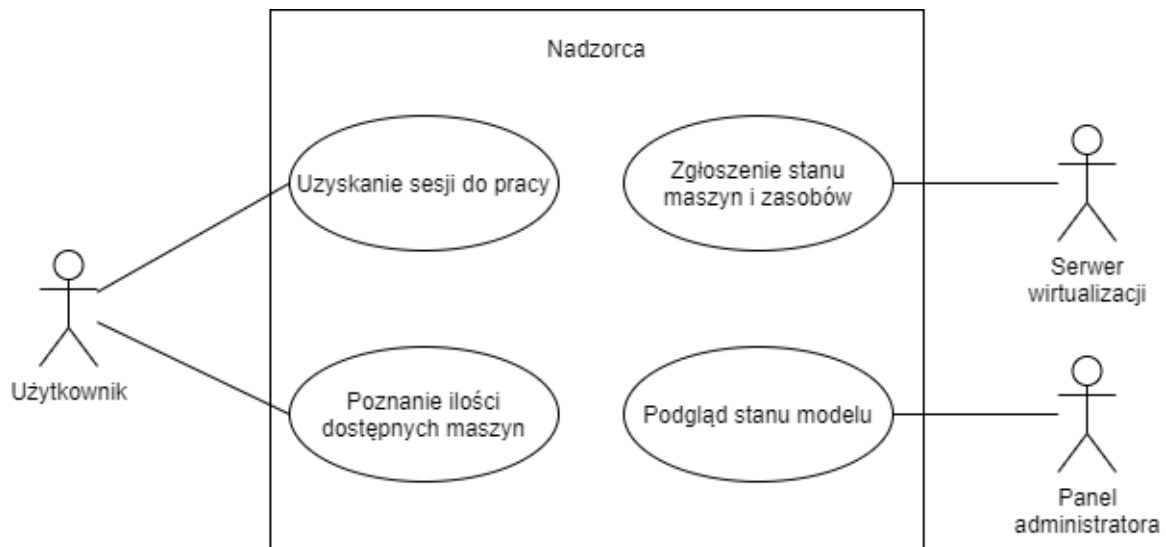 Nadzorca
Uzyskanie sesji do pracy
Zgłoszenie stanu
maszyn i zasobów
Serwer
wirtualizacji
Użytkownik
Poznanie ilości
dostępnych maszyn
Podgląd stanu modelu
Panel
administratora